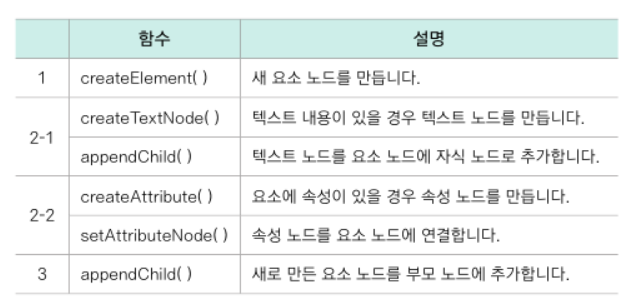 함수 설명
1 createElement( ) 새 요소 노드를 만듭니다.
createTextNode( ) 텍스트 내용이 있을 경우 텍스트 노드를 만듭니다.
2-1
appendChild( ) 텍스트 노드를 요소 노드에 자식 노드로 추가합니다.
createAttribute( ) 요소에 속성이 있을 경우 속성 노드를 만듭니다.
2-2
setAttributeNode( ) 속성 노드를 요소 노드에 연결합니다.
3 appendChild( ) 새로 만든 요소 노드를 부모 노드에 추가합니다.